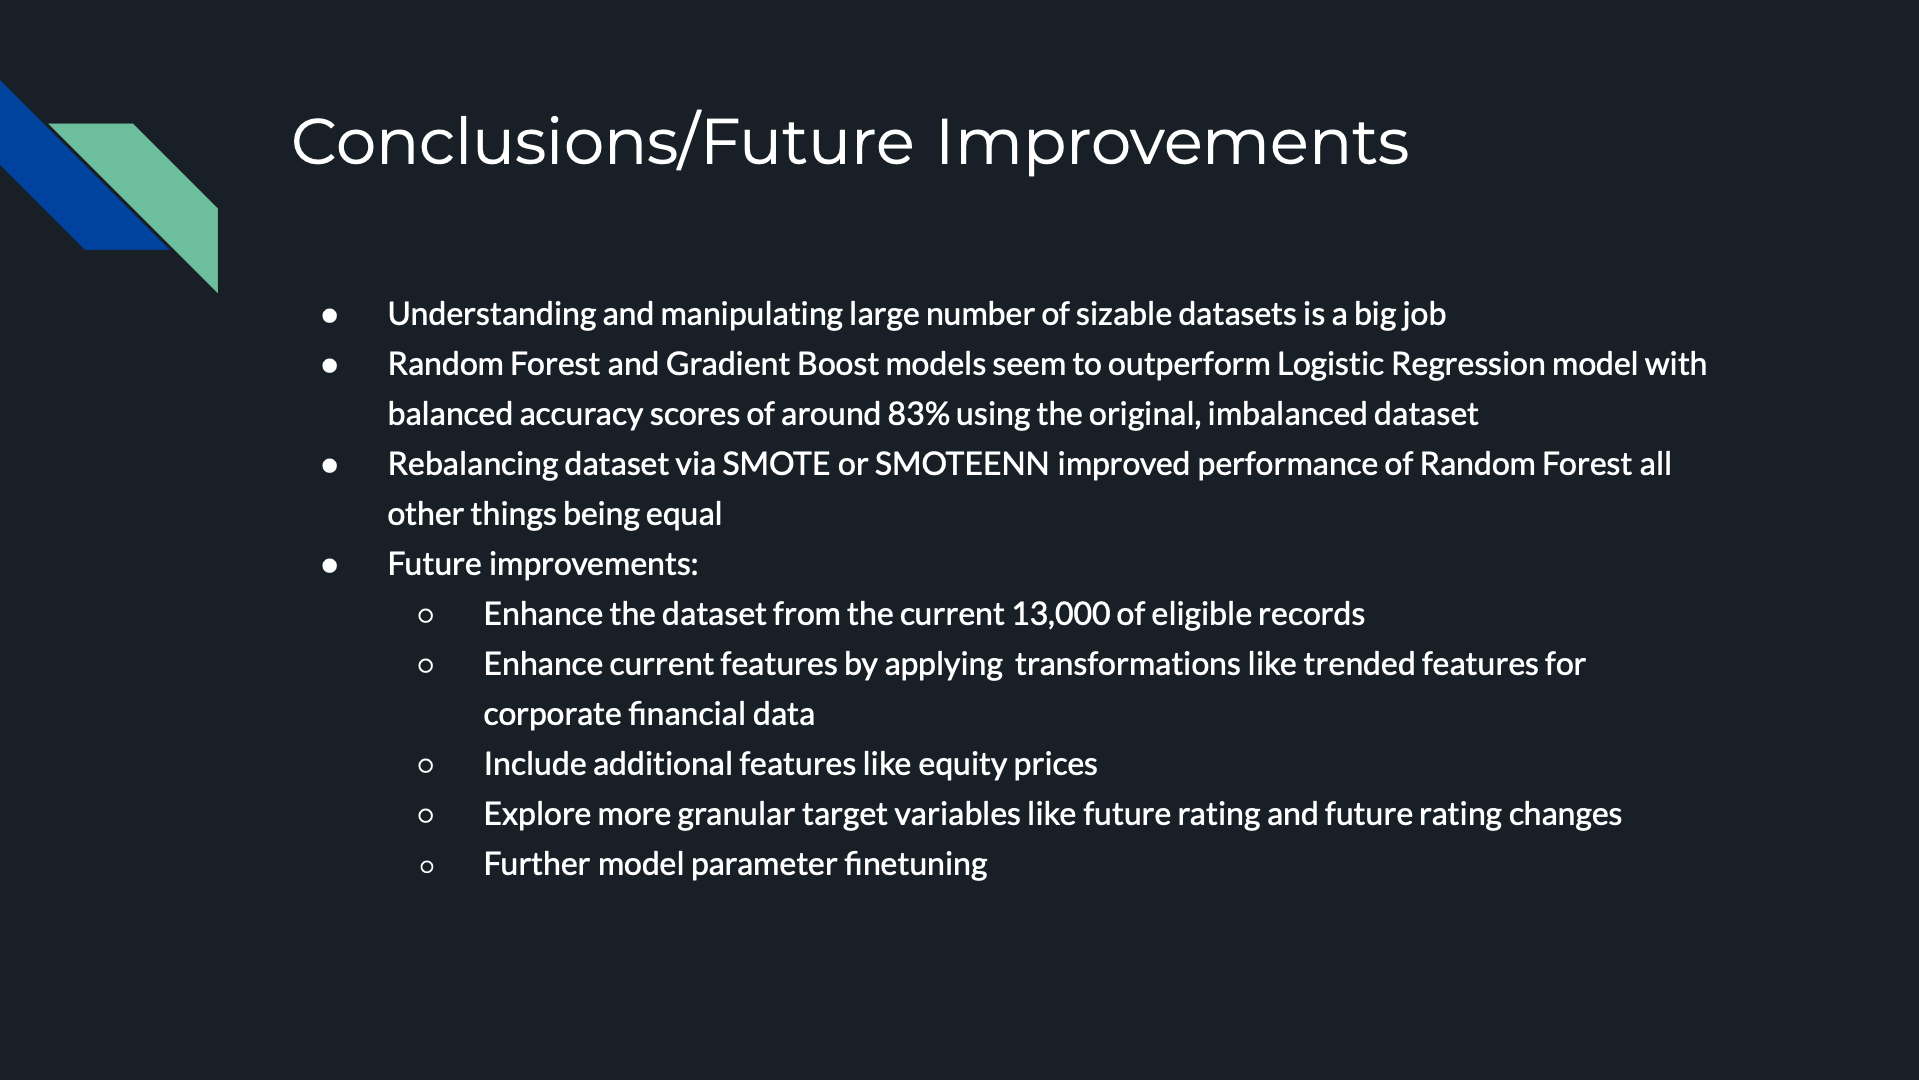 Conclusions/Future Improvements
● Understanding and manipulating large number of sizable datasets is a big job
● Random Forest and Gradient Boost models seem to outperform Logistic Regression model with
balanced accuracy scores of around 83% using the original, imbalanced dataset
● Rebalancing dataset via SMOTE or SMOTEENN improved performance of Random Forest all
other things being equal
● Future improvements:
○ Enhance the dataset from the current 13,000 of eligible records
○ Enhance current features by applying  transformations like trended features for
corporate financial data
○ Include additional features like equity prices
○ Explore more granular target variables like future rating and future rating changes
○ Further model parameter finetuning